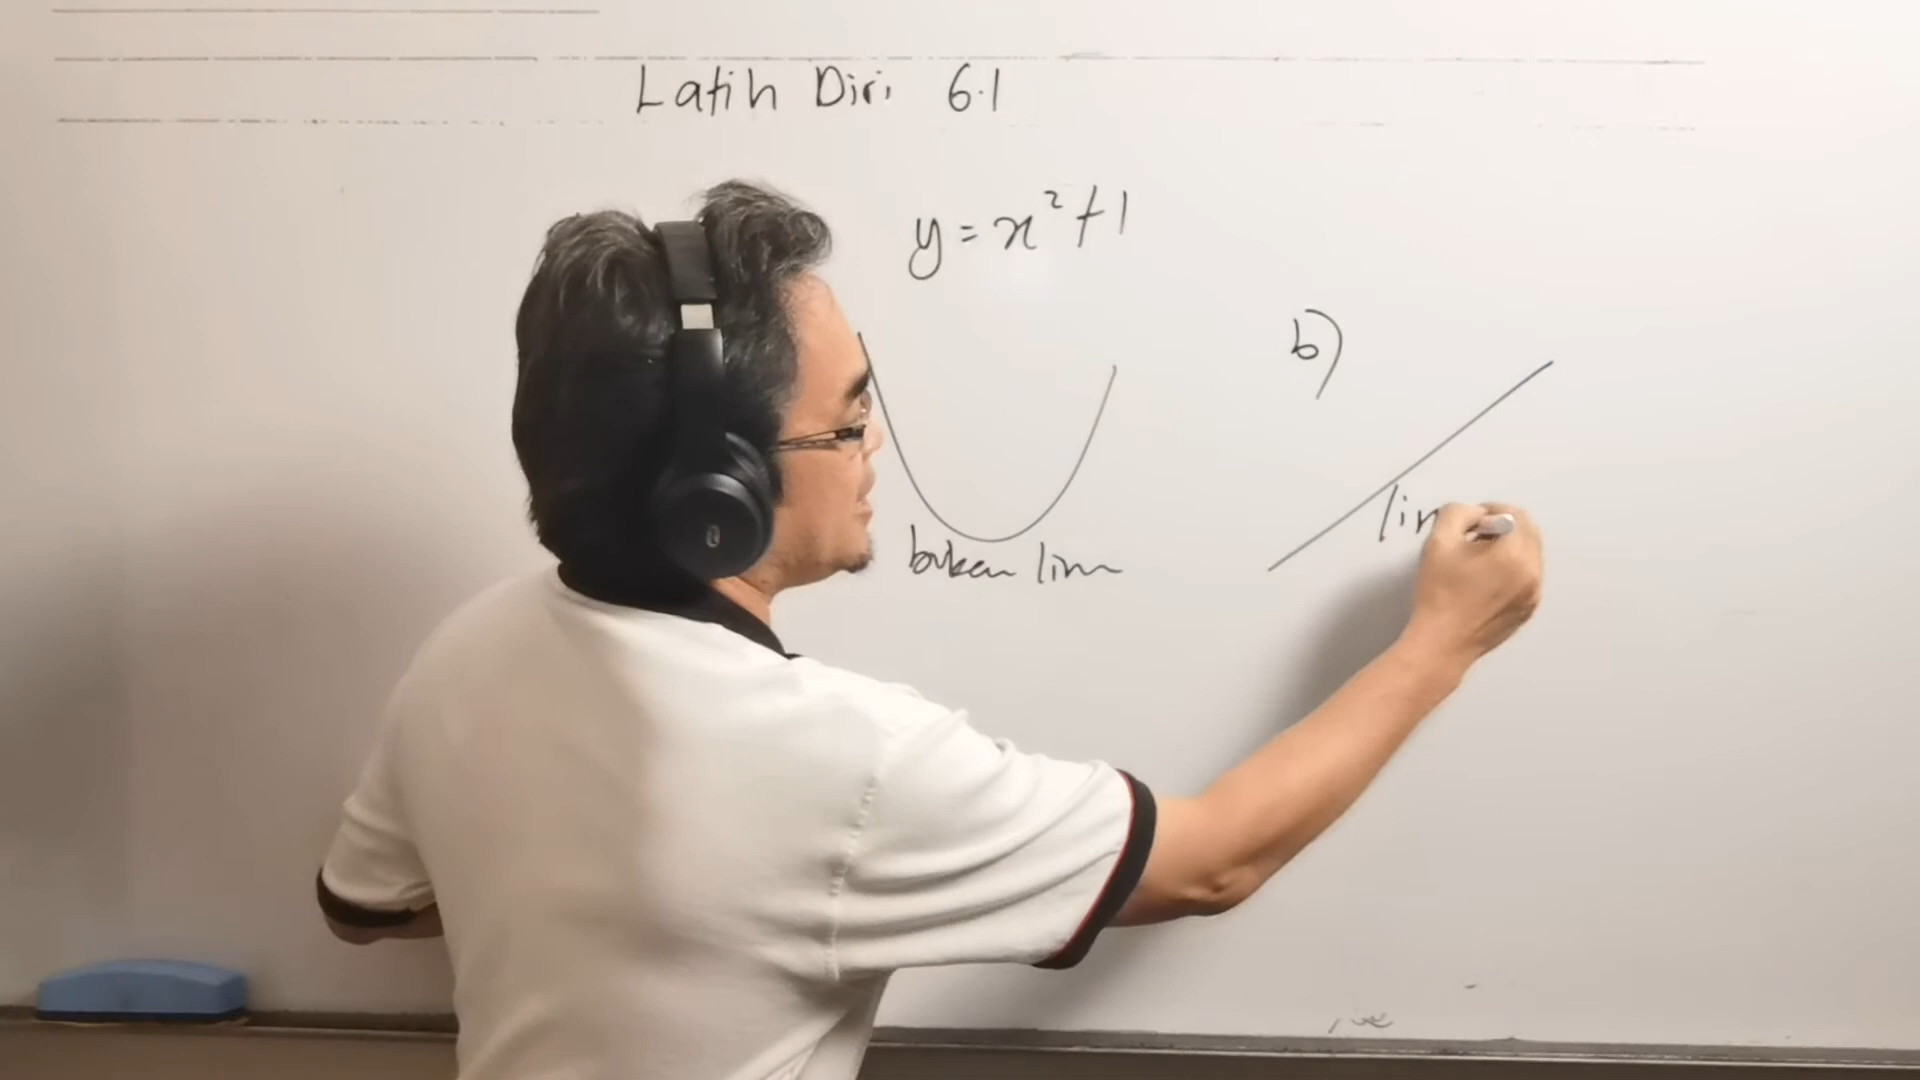 Latih Diri 6.1
y = x² + 1
b)
bukan linear
lin